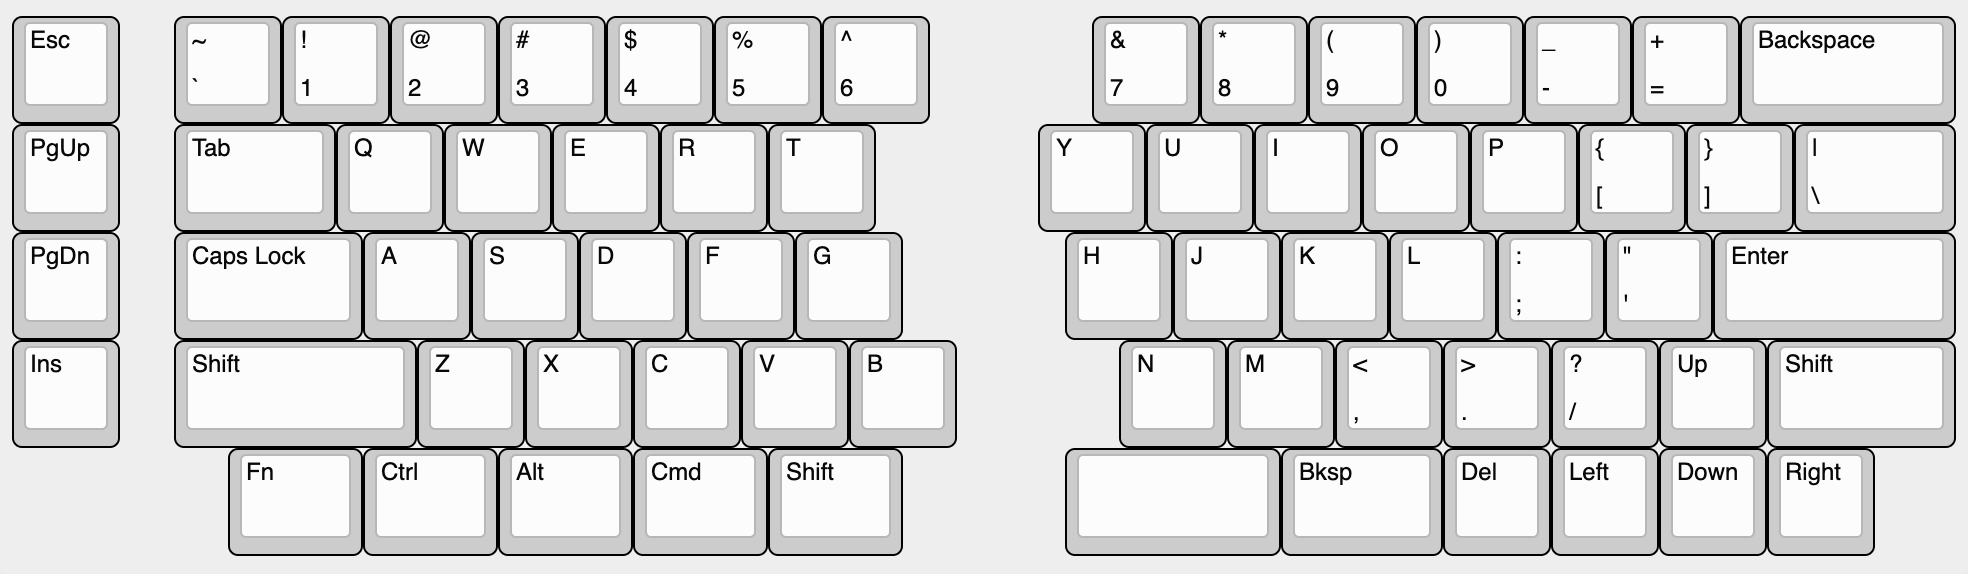 Esc ~ ! @ # $ % ^ & * ( ) _ + Backspace
` 1 2 3 4 5 6 7 8 9 0 - =
PgUp Tab Q W E R T Y U I O P { } |
[ ] \
PgDn Caps Lock A S D F G H J K L : " Enter
; '
Ins Shift Z X C V B N M < > ? Up Shift
, . /
Fn Ctrl Alt Cmd Shift Bksp Del Left Down Right